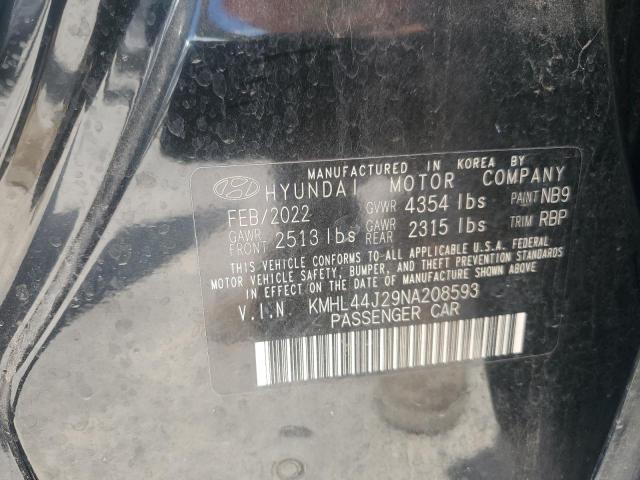 MANUFACTURED IN KOREA BY
HYUNDAI MOTOR COMPANY
FEB/2022 GVWR 4354 lbs PAINT NB9
GAWR FRONT 2513 lbs GAWR REAR 2315 lbs TRIM RBP
THIS VEHICLE CONFORMS TO ALL APPLICABLE U.S.A. FEDERAL
MOTOR VEHICLE SAFETY, BUMPER, AND THEFT PREVENTION STANDARDS
IN EFFECT ON THE DATE OF MANUFACTURE SHOWN ABOVE.
V.I.N KMHL44J29NA208593
PASSENGER CAR